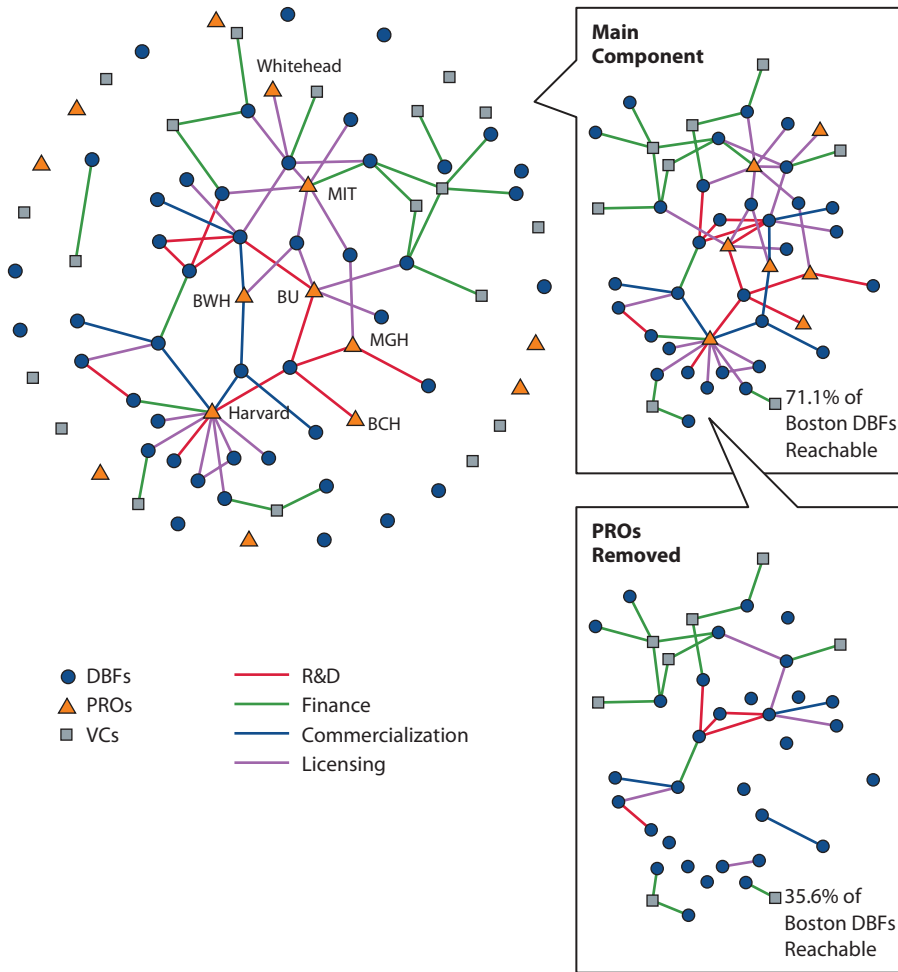 Whitehead
MIT
BWH
BU
MGH
Harvard
BCH
Main
Component
71.1% of
Boston DBFs
Reachable
PROs
Removed
35.6% of
Boston DBFs
Reachable
DBFs
PROs
VCs
R&D
Finance
Commercialization
Licensing